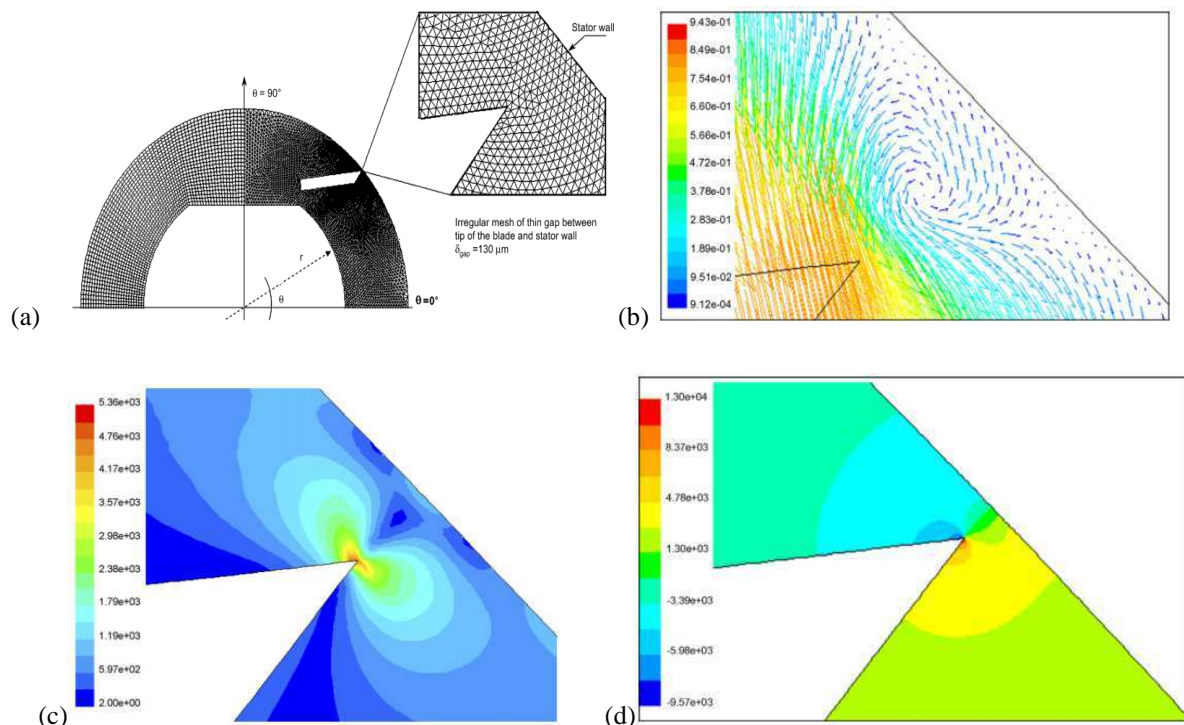 (a)
θ = 90°
Stator wall
Irregular mesh of thin gap between
tip of the blade and stator wall
δgap =130 μm
r
θ
θ=0°
(b)
9.43e-01
8.49e-01
7.54e-01
6.60e-01
5.66e-01
4.72e-01
3.78e-01
2.83e-01
1.89e-01
9.51e-02
9.12e-04
(c)
5.36e+03
4.76e+03
4.17e+03
3.57e+03
2.98e+03
2.38e+03
1.79e+03
1.19e+03
5.97e+02
2.00e+00
(d)
1.30e+04
8.37e+03
4.78e+03
1.30e+03
-3.39e+03
-5.98e+03
-9.57e+03